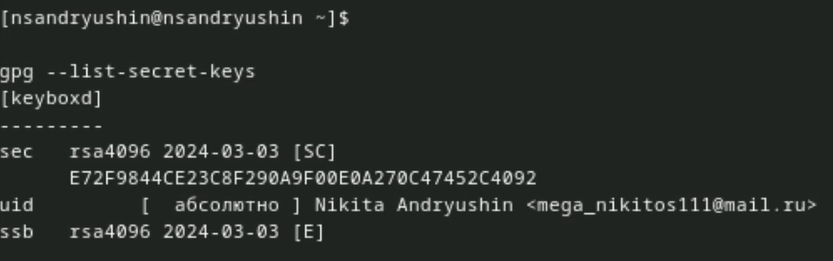 [nsandryushin@nsandryushin ~]$
gpg --list-secret-keys
[keyboxd]
---------
sec   rsa4096 2024-03-03 [SC]
      E72F9844CE23C8F290A9F00E0A270C47452C4092
uid         [  абсолютно ] Nikita Andryushin <mega_nikitos111@mail.ru>
ssb   rsa4096 2024-03-03 [E]